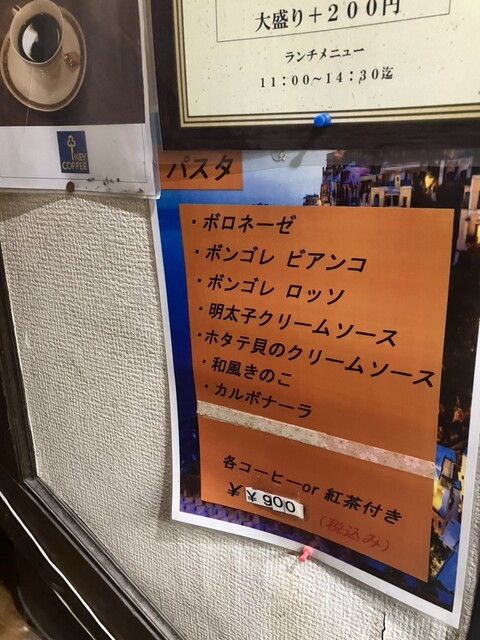 大盛り+200円
ランチメニュー
11:00~14:30迄
KEY
COFFEE
パスタ
・ボロネーゼ
・ボンゴレ ビアンコ
・ボンゴレ ロッソ
・明太子クリームソース
・ホタテ貝のクリームソース
・和風きのこ
・カルボナーラ
各コーヒーor 紅茶付き
¥ ¥900
(税込み)